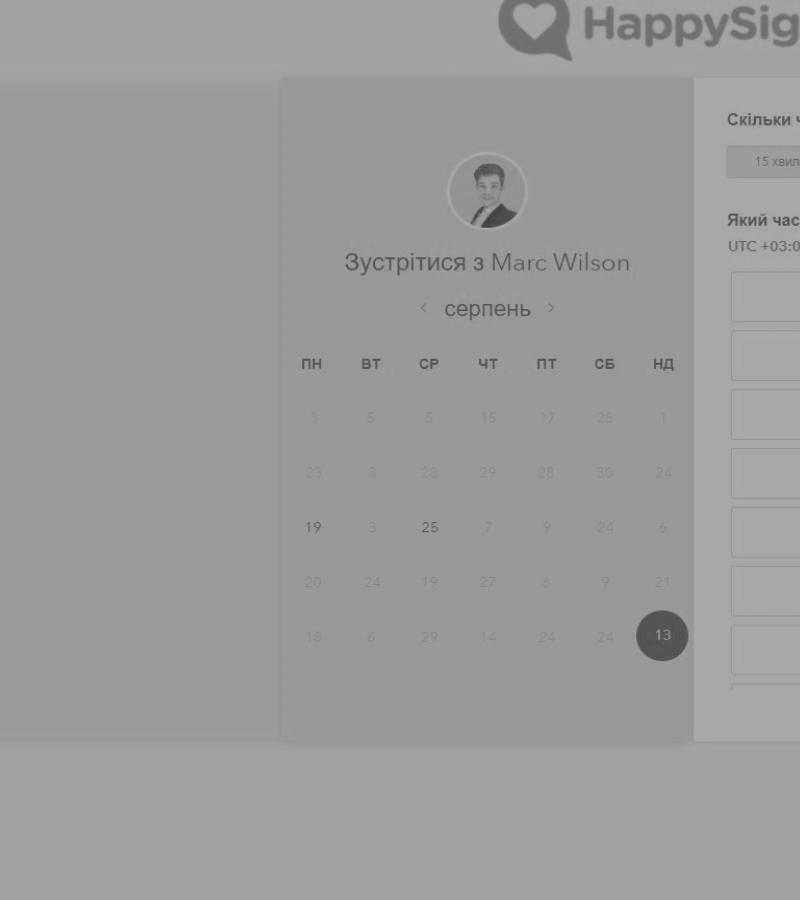 HappySig
Зустрітися з Marc Wilson
‹ серпень ›
ПН ВТ СР ЧТ ПТ СБ НД
3 5 5 15 17 25 1
23 3 28 29 28 30 24
19 3 25 7 9 24 6
20 24 19 27 6 9 21
18 6 29 14 24 24 13
Скільки ч
15 хвил
Який час
UTC +03:0